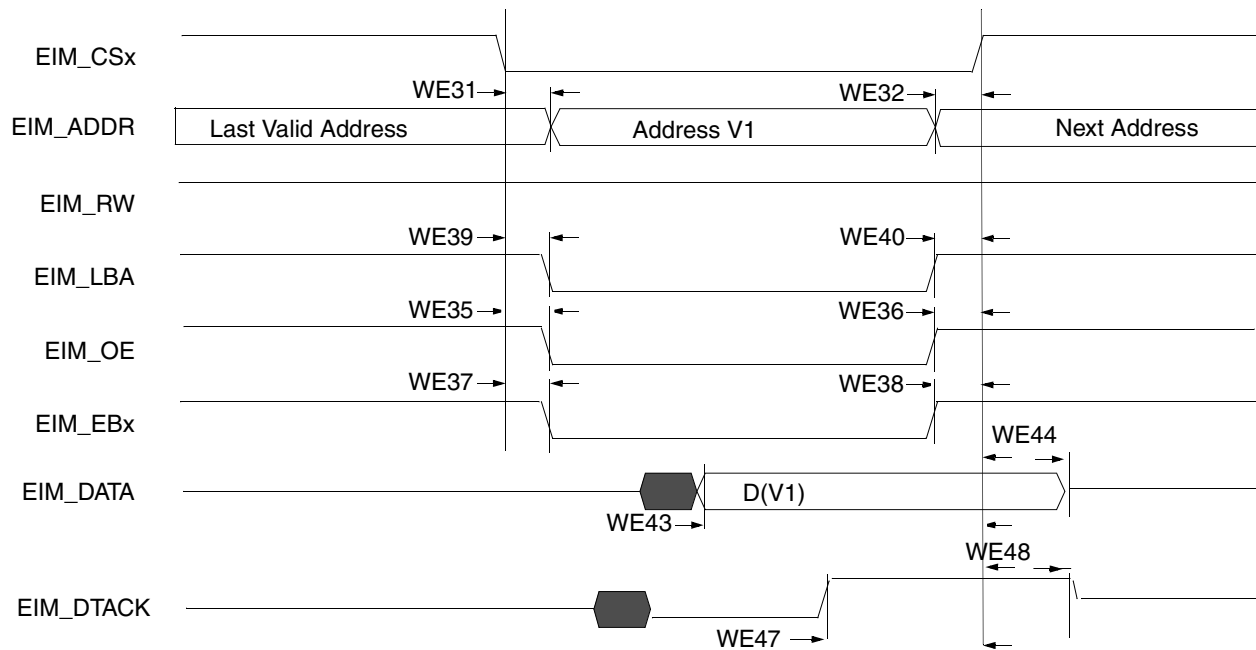 EIM_CSx
WE31
WE32
EIM_ADDR
Last Valid Address
Address V1
Next Address
EIM_RW
WE39
WE40
EIM_LBA
WE35
WE36
EIM_OE
WE37
WE38
EIM_EBx
WE44
EIM_DATA
D(V1)
WE43
WE48
EIM_DTACK
WE47